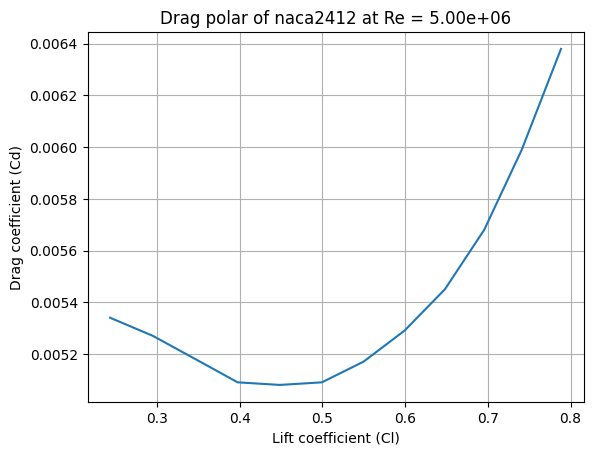 Drag polar of naca2412 at Re = 5.00e+06
Drag coefficient (Cd)
0.0064
0.0062
0.0060
0.0058
0.0056
0.0054
0.0052
0.3 0.4 0.5 0.6 0.7 0.8
Lift coefficient (Cl)